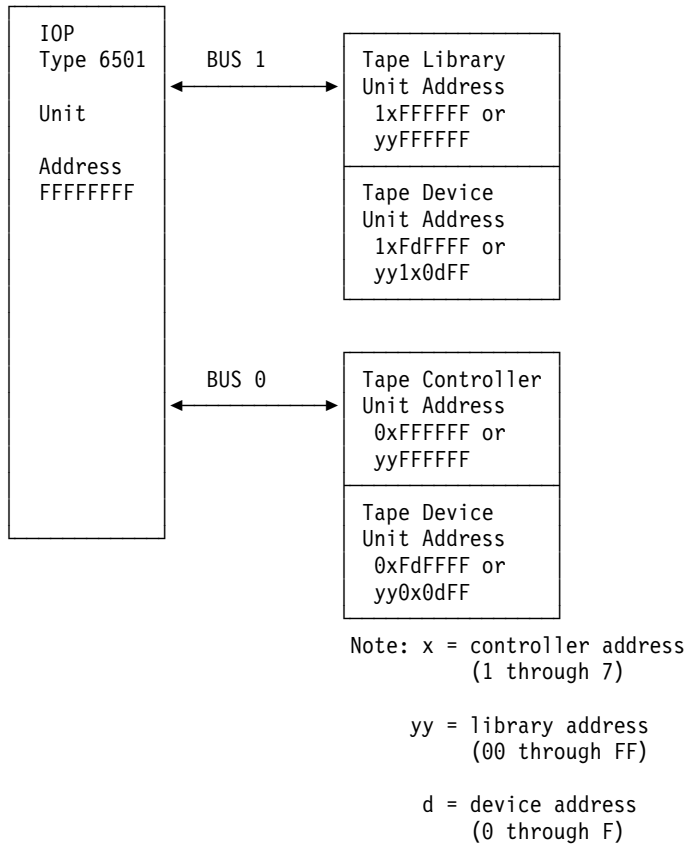 IOP
Type 6501
Unit
Address
FFFFFFFF
BUS 1
Tape Library
Unit Address
1xFFFFFF or
yyFFFFFF
Tape Device
Unit Address
1xFdFFFF or
yy1x0dFF
BUS 0
Tape Controller
Unit Address
0xFFFFFF or
yyFFFFFF
Tape Device
Unit Address
0xFdFFFF or
yy0x0dFF
Note: x = controller address
(1 through 7)
yy = library address
(00 through FF)
d = device address
(0 through F)